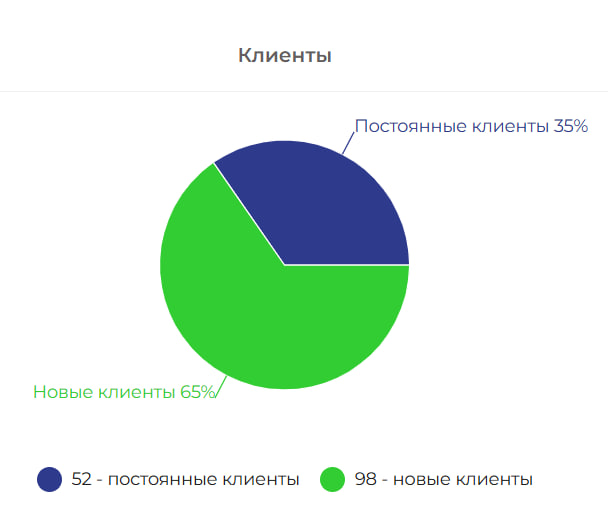 Клиенты
Постоянные клиенты 35%
Новые клиенты 65%
52 - постоянные клиенты
98 - новые клиенты